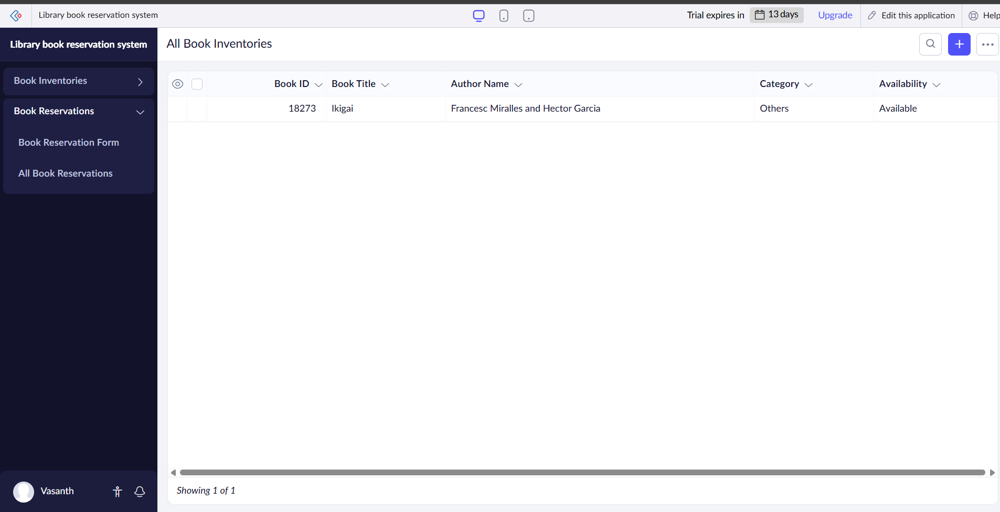 Library book reservation system
Trial expires in 13 days Upgrade Edit this application Help
Library book reservation system
Book Inventories
Book Reservations
Book Reservation Form
All Book Reservations
Vasanth
All Book Inventories
Book ID Book Title Author Name Category Availability
18273 Ikigai Francesc Miralles and Hector Garcia Others Available
Showing 1 of 1